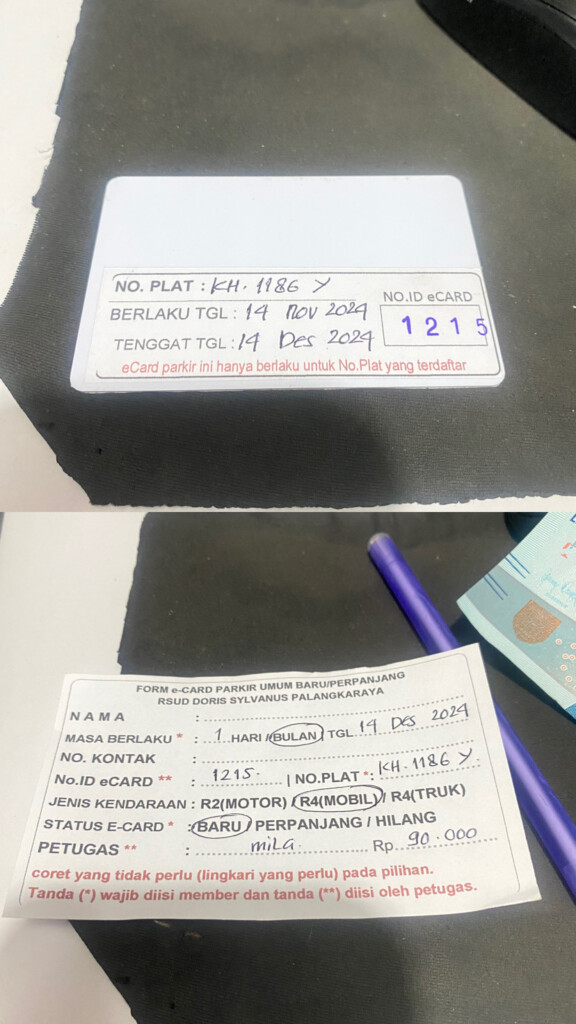 NO. PLAT : KH. 1186 Y
BERLAKU TGL : 14 Nov 2024
TENGGAT TGL : 14 Des 2024
NO.ID eCARD
1 2 1 5
eCard parkir ini hanya berlaku untuk No.Plat yang terdaftar
FORM e-CARD PARKIR UMUM BARU/PERPANJANG
RSUD DORIS SYLVANUS PALANGKARAYA
NAMA :
MASA BERLAKU * : 1 HARI / BULAN / TGL 14 Des 2024
NO. KONTAK :
No.ID eCARD ** : 1215. | NO.PLAT *: KH. 1186 Y
JENIS KENDARAAN : R2(MOTOR) / R4(MOBIL) / R4(TRUK)
STATUS E-CARD * : BARU / PERPANJANG / HILANG
PETUGAS ** : mila Rp. 90.000
coret yang tidak perlu (lingkari yang perlu) pada pilihan.
Tanda (*) wajib diisi member dan tanda (**) diisi oleh petugas.